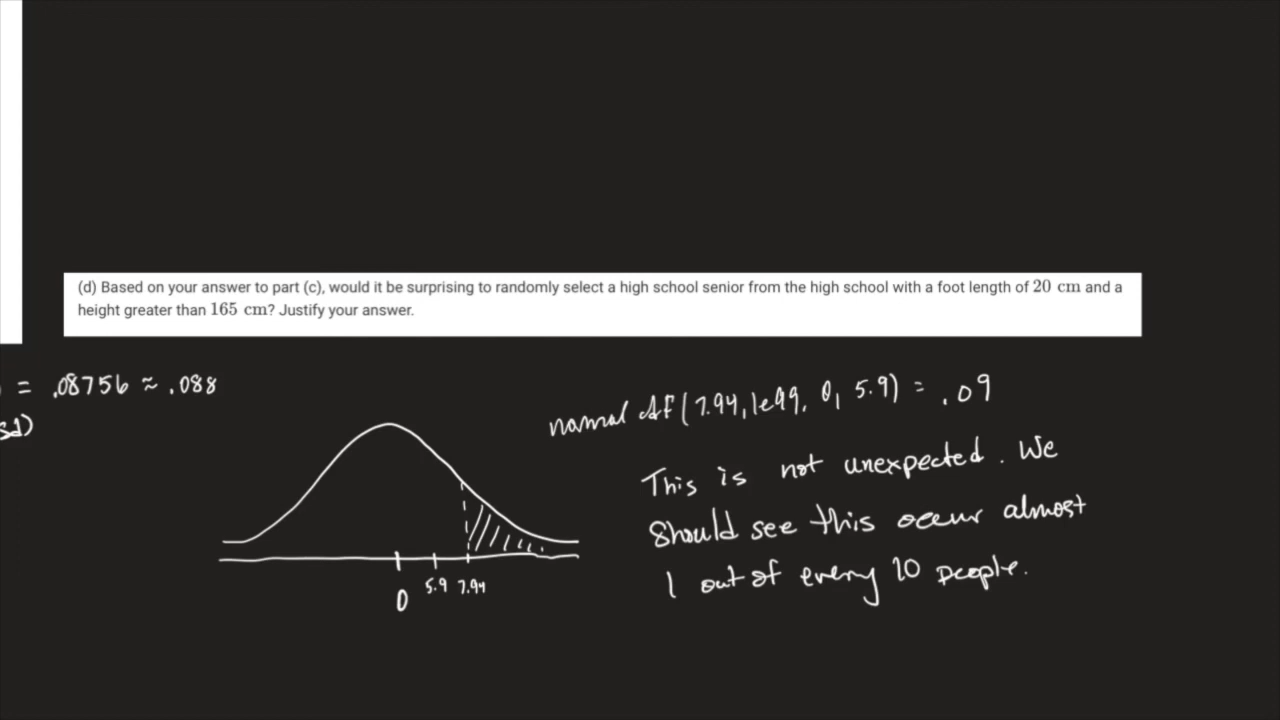 (d) Based on your answer to part (c), would it be surprising to randomly select a high school senior from the high school with a foot length of 20 cm and a
height greater than 165 cm? Justify your answer.
) = .08756 ≈ .088
sd)
normal df(7.94, 1e99, 0, 5.9) = .09
This is not unexpected. We
Should see this occur almost
1 out of every 10 people.
0 5.9 7.94